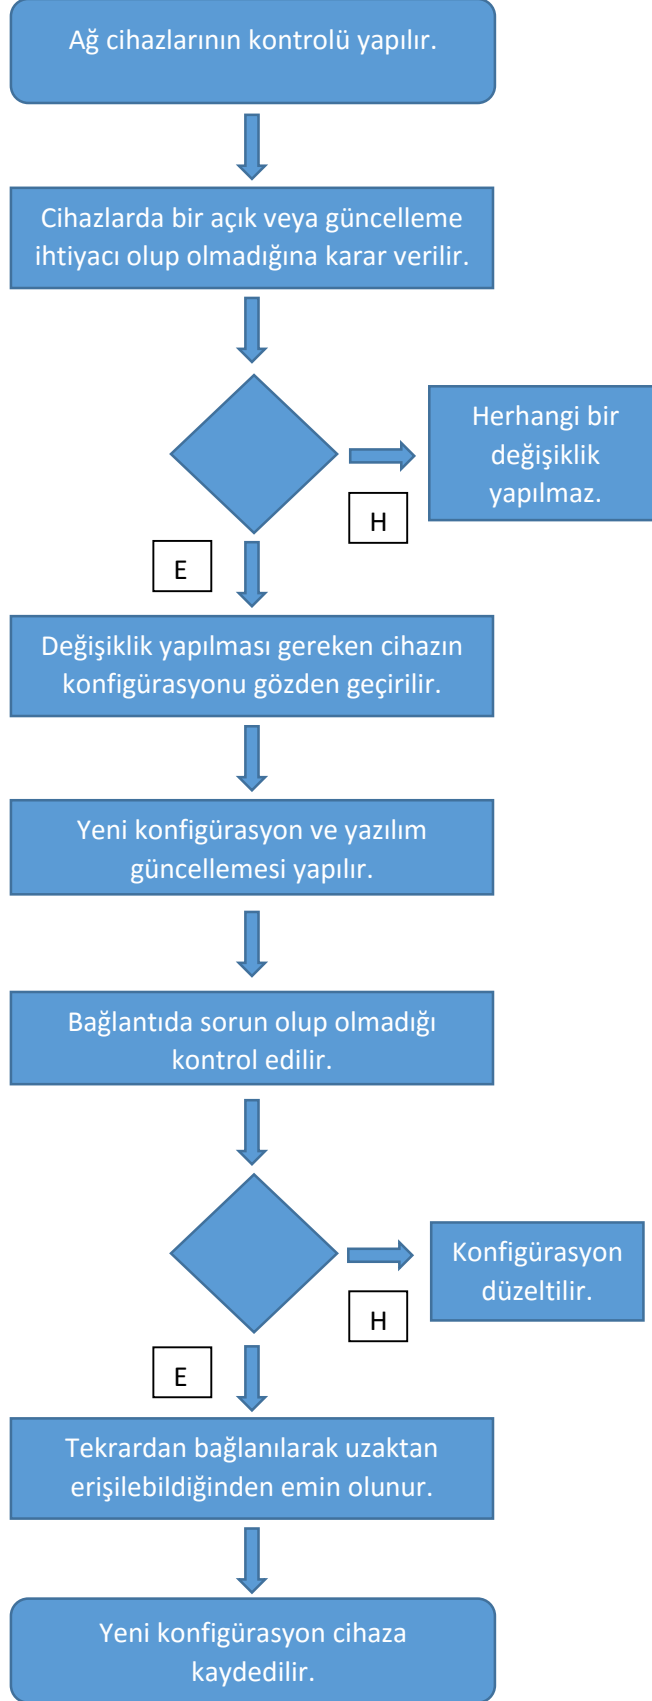 Ağ cihazlarının kontrolü yapılır.
Cihazlarda bir açık veya güncelleme
ihtiyacı olup olmadığına karar verilir.
Herhangi bir
değişiklik
yapılmaz.
H
E
Değişiklik yapılması gereken cihazın
konfigürasyonu gözden geçirilir.
Yeni konfigürasyon ve yazılım
güncellemesi yapılır.
Bağlantıda sorun olup olmadığı
kontrol edilir.
Konfigürasyon
düzeltilir.
H
E
Tekrardan bağlanılarak uzaktan
erişilebildiğinden emin olunur.
Yeni konfigürasyon cihaza
kaydedilir.